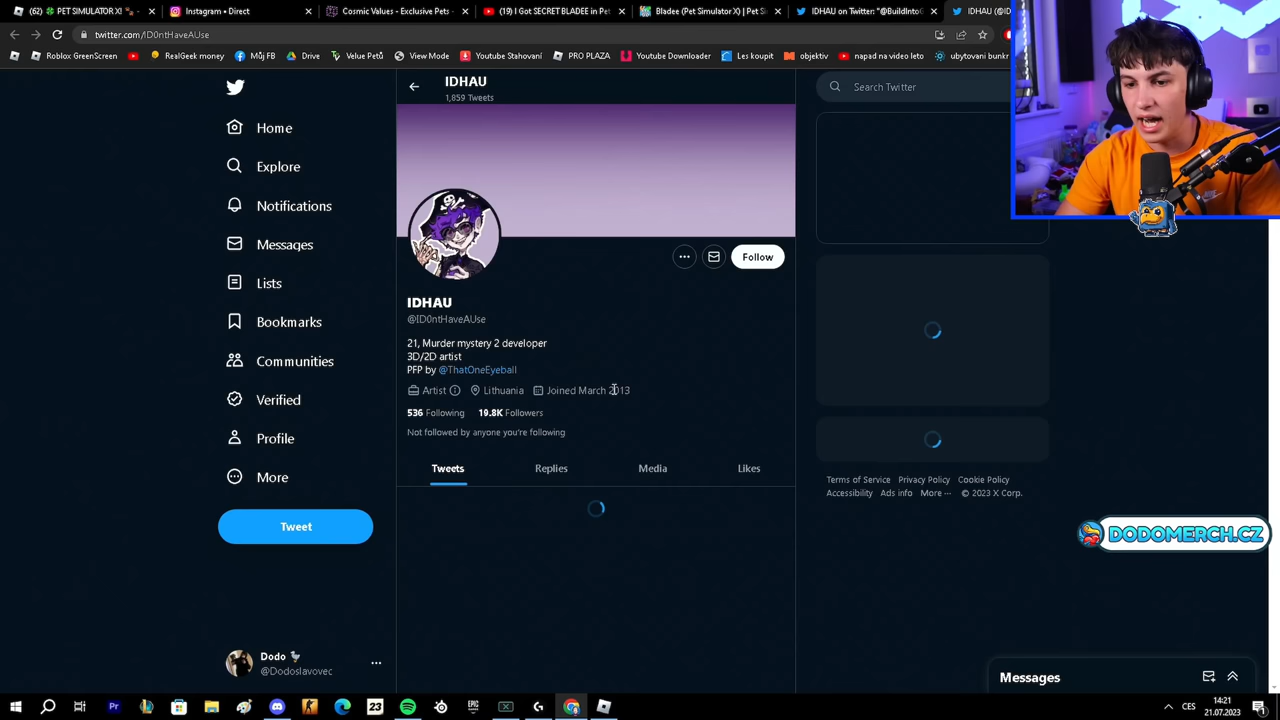 (62) PET SIMULATOR X!
Instagram • Direct
Cosmic Values - Exclusive Pets -
(19) I Got SECRET BLADEE in Pet
Bladee (Pet Simulator X) | Pet Si
IDHAU on Twitter: "@BuildIntoG
IDHAU (@ID
twitter.com/ID0ntHaveAUse
Roblox GreenScreen
RealGeek money
Můj FB
Drive
Velue Petů
View Mode
Youtube Stahovaní
PRO PLAZA
Youtube Downloader
Les koupit
objektiv
napad na video leto
ubytovani bunkr
IDHAU
1,859 Tweets
Search Twitter
Home
Explore
Notifications
Messages
Lists
Bookmarks
Communities
Verified
Profile
More
Tweet
Follow
IDHAU
@ID0ntHaveAUse
21, Murder mystery 2 developer
3D/2D artist
PFP by @ThatOneEyeball
Artist Lithuania Joined March 2013
536 Following 19.8K Followers
Not followed by anyone you're following
Tweets Replies Media Likes
Terms of Service Privacy Policy Cookie Policy
Accessibility Ads info More ··· © 2023 X Corp.
DODOMERCH.CZ
Dodo
@Dodoslavovec
Messages
Pr
23
EPIC
CES
14:21
21.07.2023
1